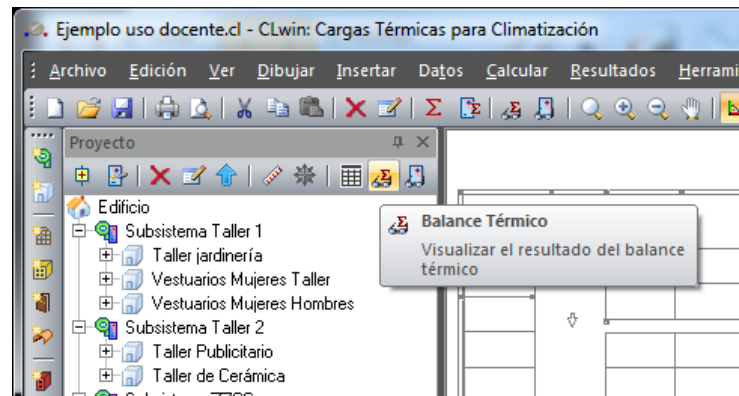 Ejemplo uso docente.cl - CLwin: Cargas Térmicas para Climatización
Archivo Edición Ver Dibujar Insertar Datos Calcular Resultados Herrami
Proyecto
Edificio
Subsistema Taller 1
Taller jardinería
Vestuarios Mujeres Taller
Vestuarios Mujeres Hombres
Subsistema Taller 2
Taller Publicitario
Taller de Cerámica
Balance Térmico
Visualizar el resultado del balance
térmico